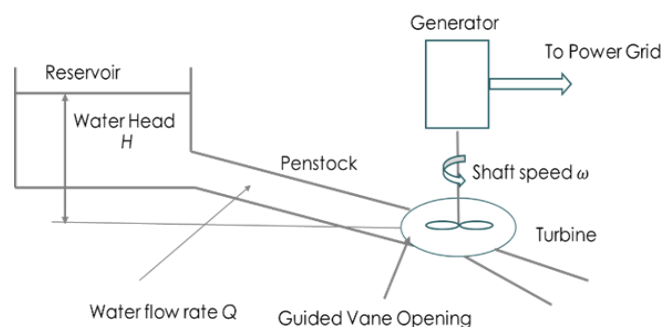 Generator
To Power Grid
Reservoir
Water Head
H
Penstock
Shaft speed ω
Turbine
Water flow rate Q
Guided Vane Opening